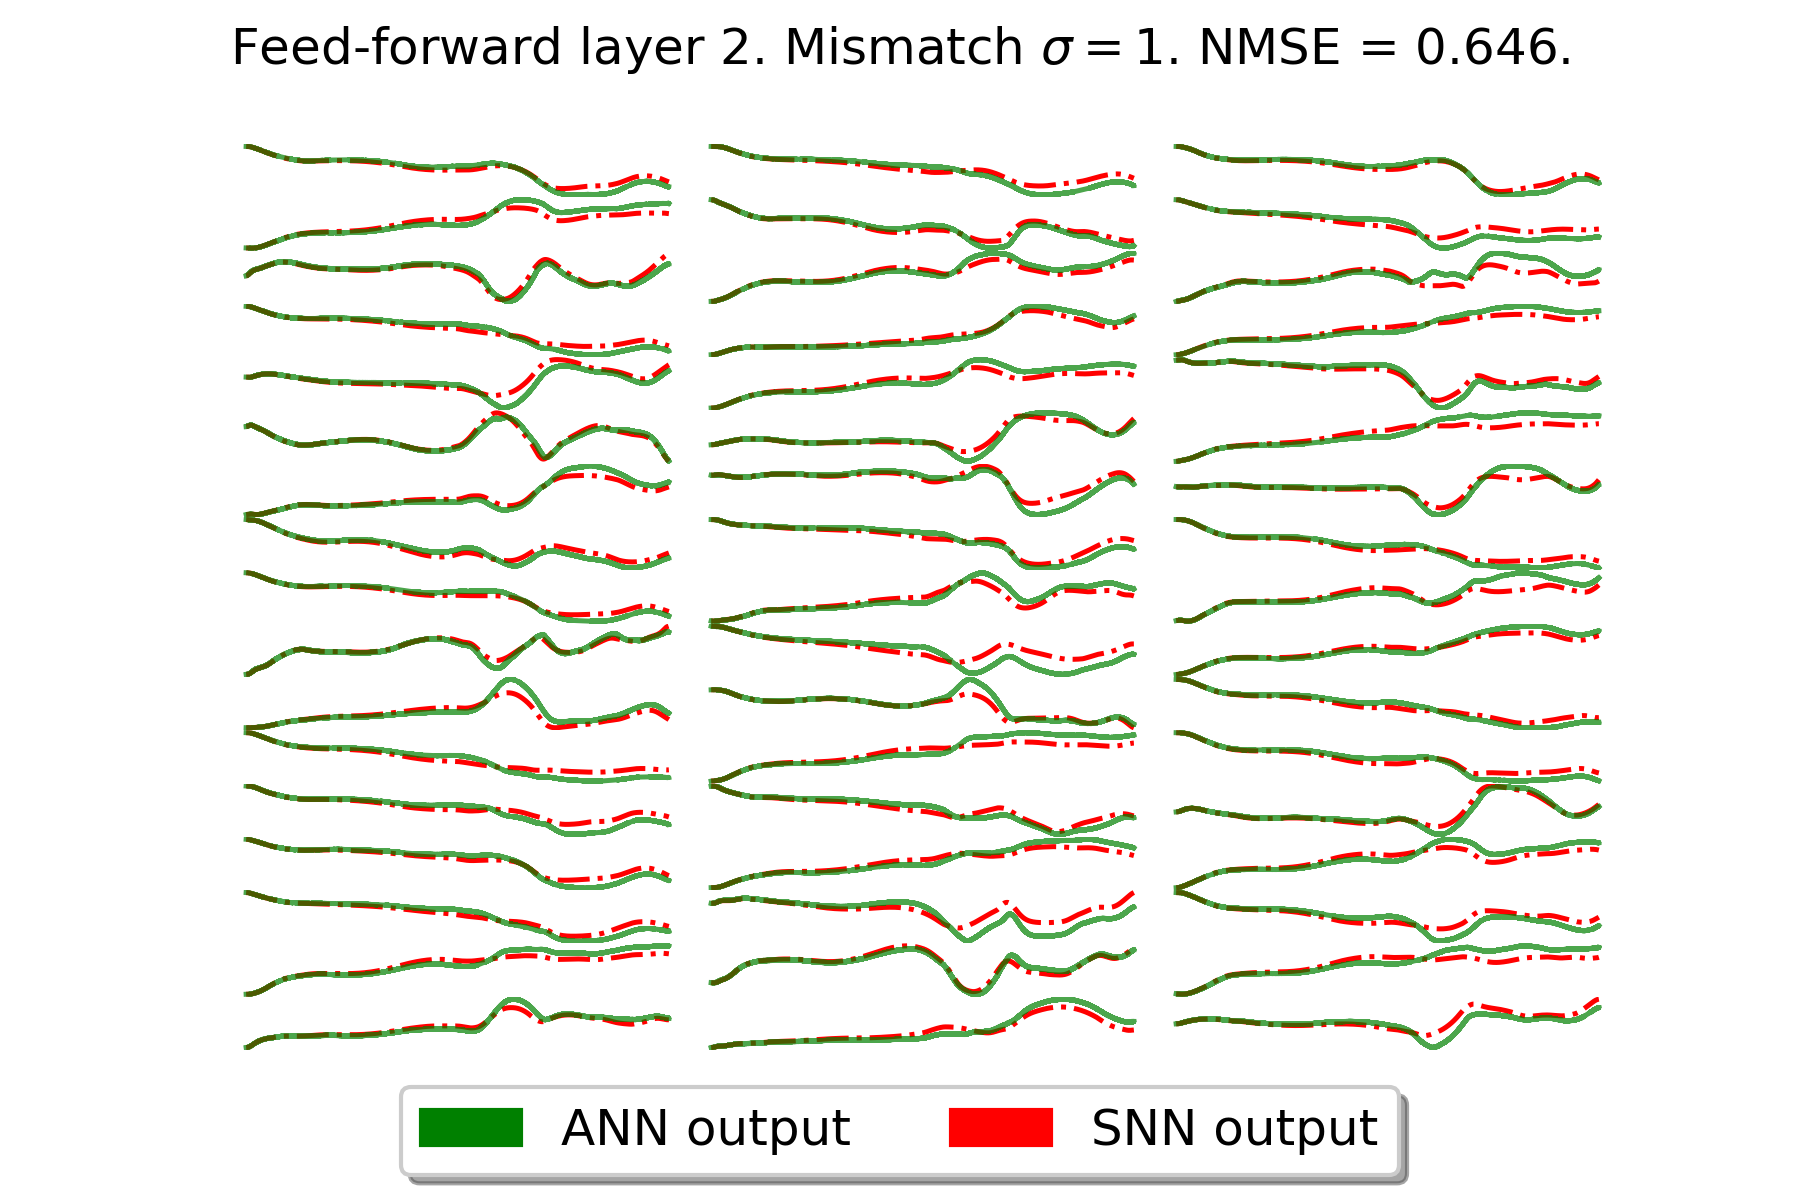 Feed-forward layer 2. Mismatch σ = 1. NMSE = 0.646.
ANN output
SNN output